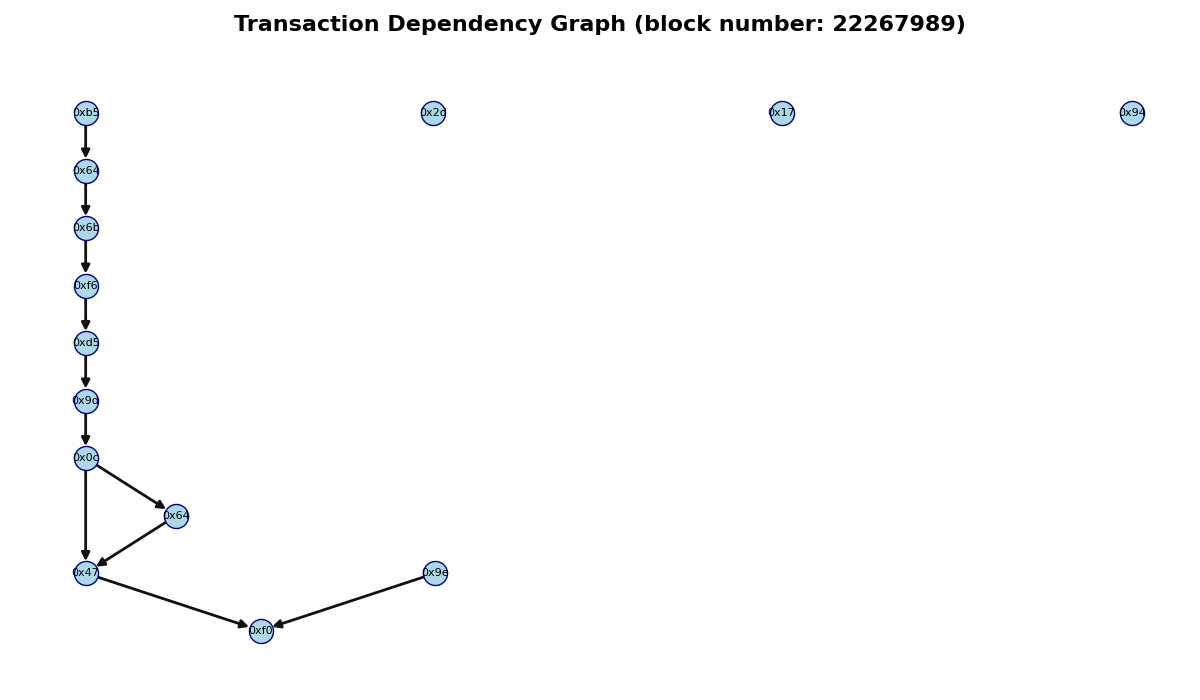 Transaction Dependency Graph (block number: 22267989)
0xb5
0x2d
0x17
0x94
0x64
0x6b
0xf6
0xd5
0x9d
0x0c
0x64
0x47
0x9e
0xf0